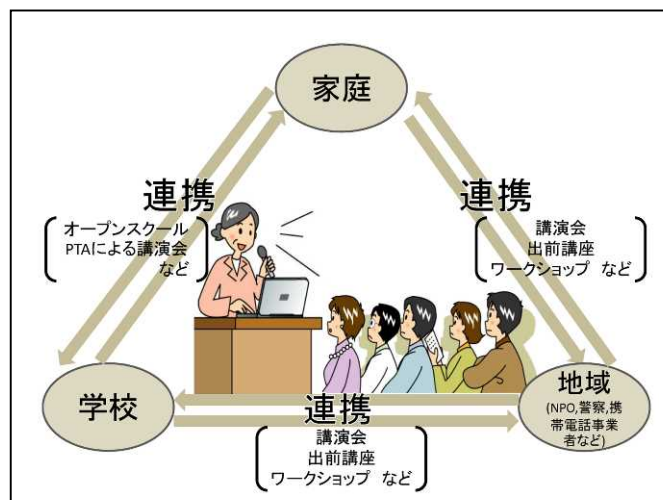 家庭
連携
オープンスクール
PTAによる講演会
など
連携
講演会
出前講座
ワークショップ など
学校
連携
講演会
出前講座
ワークショップ など
地域
(NPO,警察,携
帯電話事業
者など)